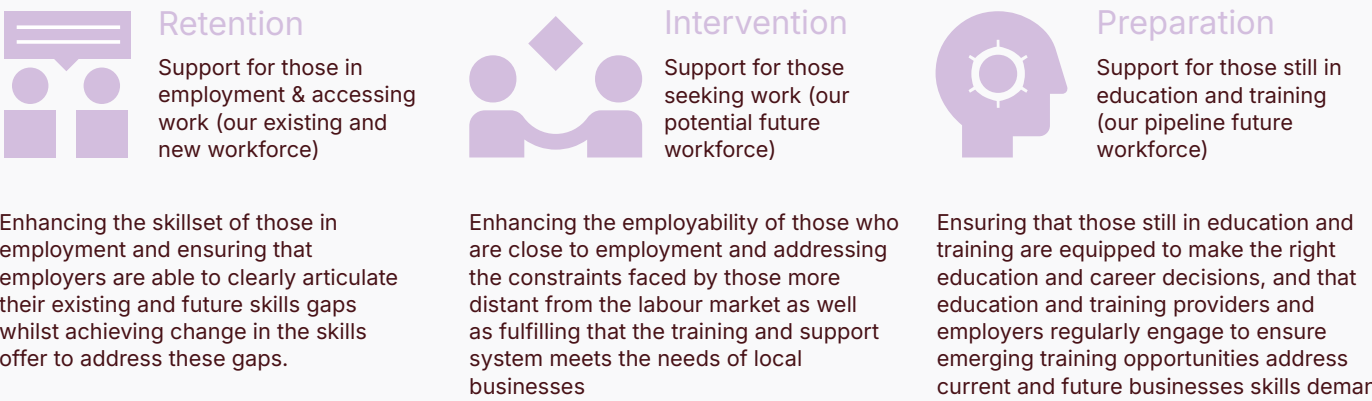 Retention
Support for those in
employment & accessing
work (our existing and
new workforce)
Enhancing the skillset of those in
employment and ensuring that
employers are able to clearly articulate
their existing and future skills gaps
whilst achieving change in the skills
offer to address these gaps.
Intervention
Support for those
seeking work (our
potential future
workforce)
Enhancing the employability of those who
are close to employment and addressing
the constraints faced by those more
distant from the labour market as well
as fulfilling that the training and support
system meets the needs of local
businesses
Preparation
Support for those still in
education and training
(our pipeline future
workforce)
Ensuring that those still in education and
training are equipped to make the right
education and career decisions, and that
education and training providers and
employers regularly engage to ensure
emerging training opportunities address
current and future businesses skills